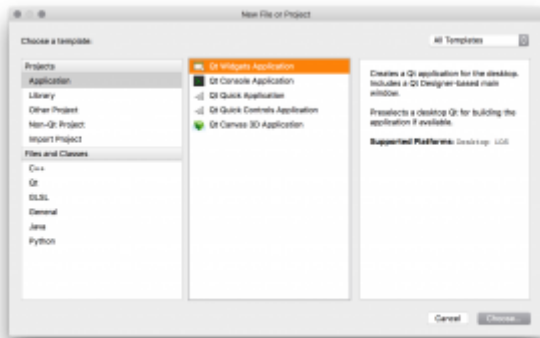 New File or Project
Choose a template:
All Templates
Projects
Application
Library
Other Project
Non-Qt Project
Import Project
Files and Classes
C++
Qt
GLSL
General
Java
Python
Qt Widgets Application
Qt Console Application
Qt Quick Application
Qt Quick Controls Application
Qt Canvas 3D Application
Creates a Qt application for the desktop.
Includes a Qt Designer-based main
window.
Preselects a desktop Qt for building the
application if available.
Supported Platforms: Desktop
Cancel
Choose...